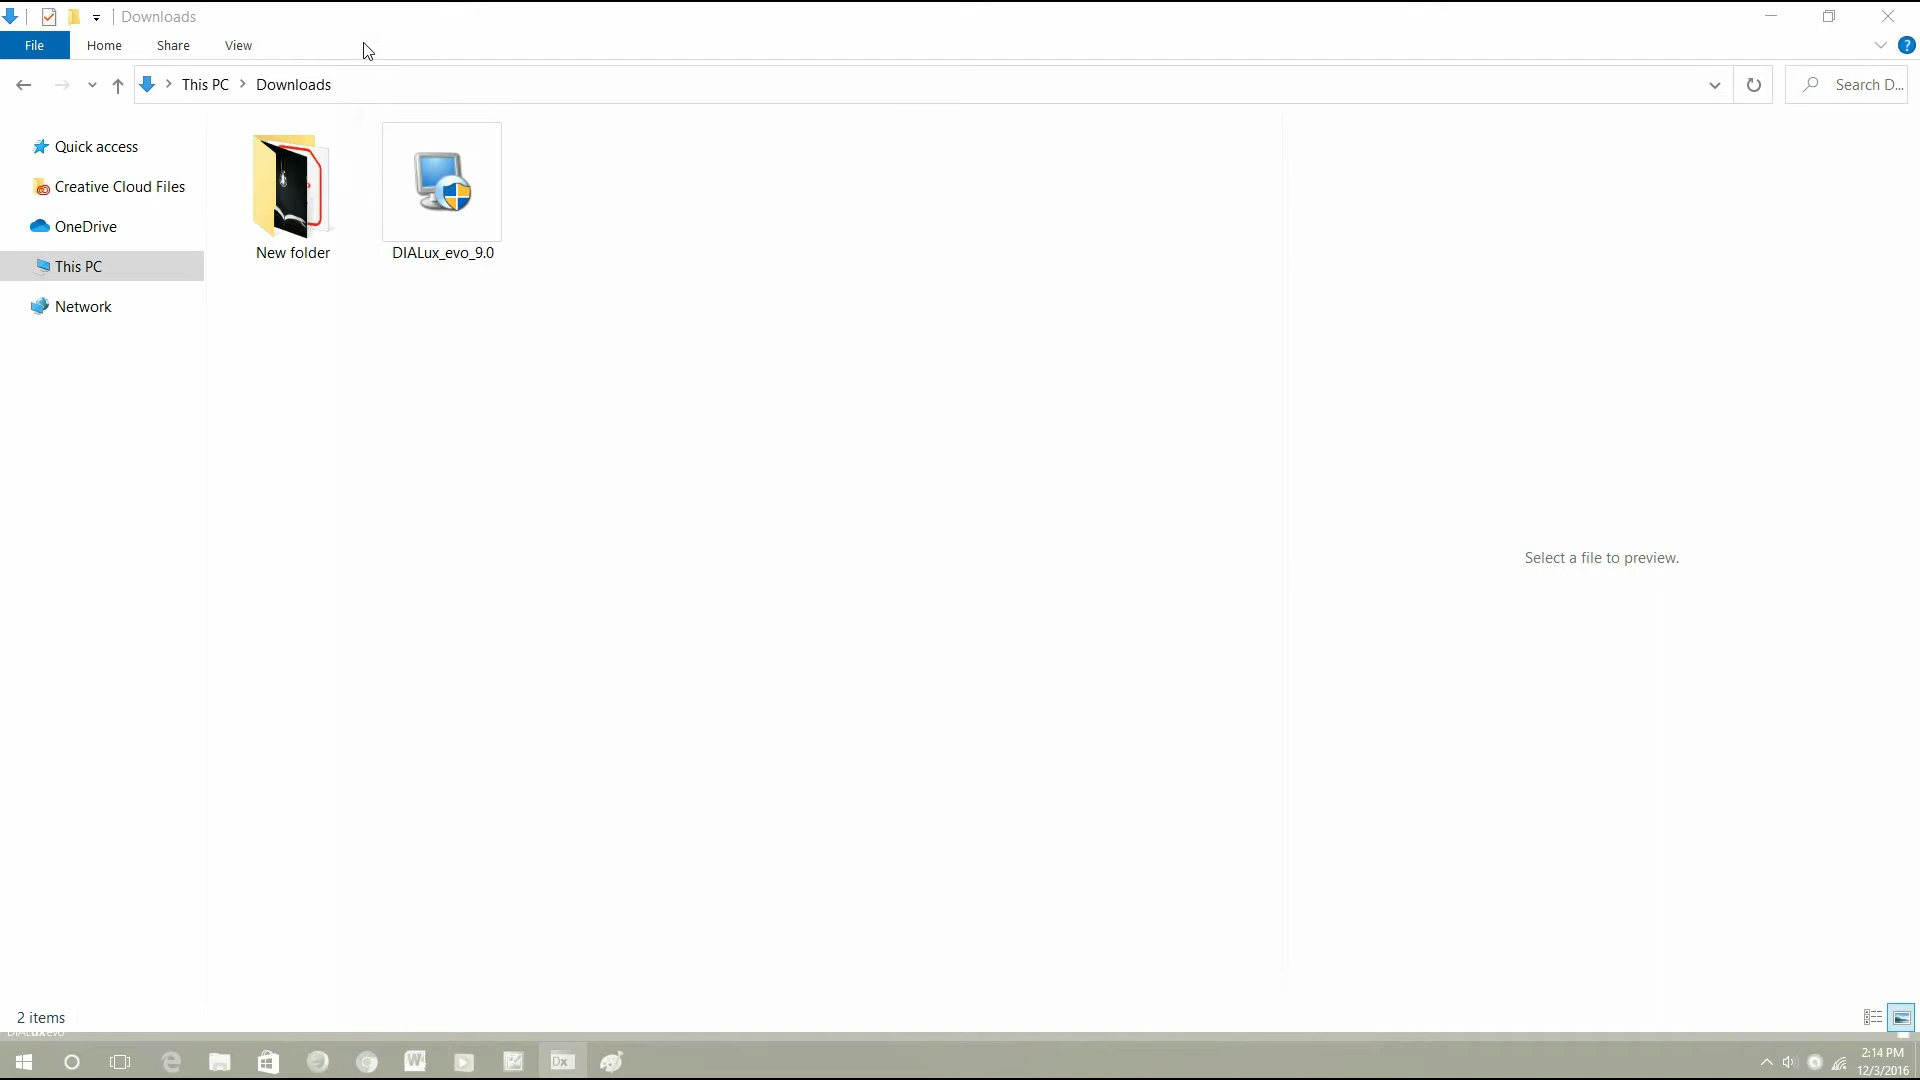 Downloads
File Home Share View
This PC Downloads
Search D...
Quick access
Creative Cloud Files
OneDrive
This PC
Network
New folder
DIALux_evo_9.0
Select a file to preview.
2 items
W
Dx
2:14 PM
12/3/2016